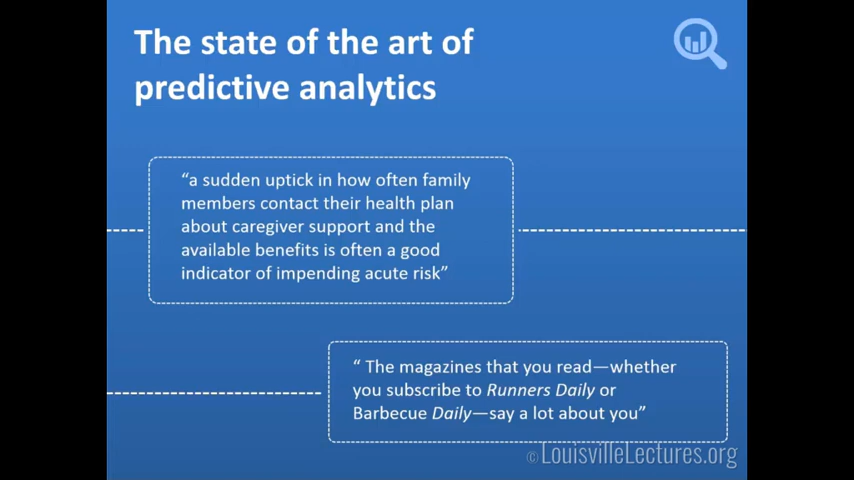 The state of the art of
predictive analytics
“a sudden uptick in how often family
members contact their health plan
about caregiver support and the
available benefits is often a good
indicator of impending acute risk”
“ The magazines that you read—whether
you subscribe to Runners Daily or
Barbecue Daily—say a lot about you”
©LouisvilleLectures.org